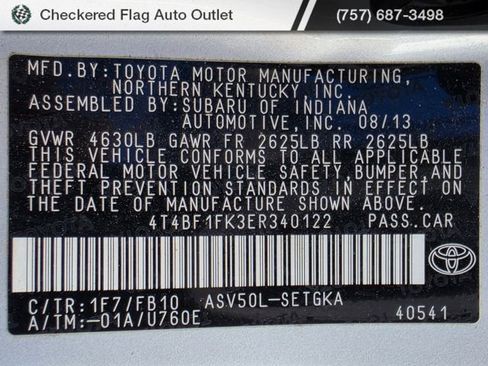 Checkered Flag Auto Outlet (757) 687-3498
MFD.BY:TOYOTA MOTOR MANUFACTURING,
NORTHERN KENTUCKY,INC.
ASSEMBLED BY:SUBARU OF INDIANA
AUTOMOTIVE,INC. 08/13
GVWR 4630LB GAWR FR 2625LB RR 2625LB
THIS VEHICLE CONFORMS TO ALL APPLICABLE
FEDERAL MOTOR VEHICLE SAFETY,BUMPER,AND
THEFT PREVENTION STANDARDS IN EFFECT ON
THE DATE OF MANUFACTURE SHOWN ABOVE.
4T4BF1FK3ER340122 PASS.CAR
C/TR:1F7/FB10 ASV50L-SETGKA
A/TM:-01A/U760E 40541